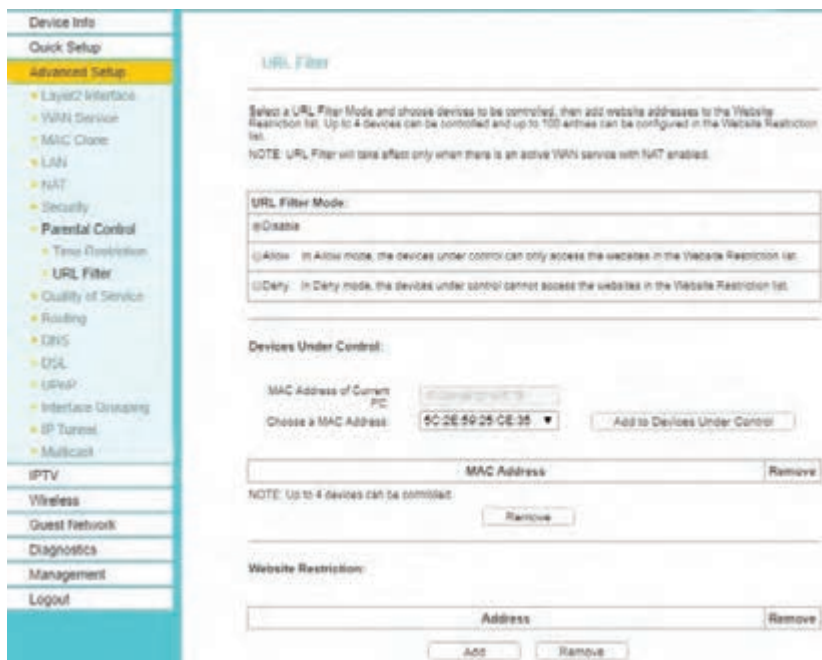 Device Info
Quick Setup
Advanced Setup
Layer2 Interface
WAN Service
MAC Clone
LAN
NAT
Security
Parental Control
Time Restriction
URL Filter
Quality of Service
Routing
DNS
DSL
UPnP
Interface Grouping
IP Tunnel
Multicast
IPTV
Wireless
Guest Network
Diagnostics
Management
Logout
URL Filter
Select a URL Filter Mode and choose devices to be controlled, then add website addresses to the Website
Restriction list. Up to 4 devices can be controlled and up to 100 entries can be configured in the Website Restriction
list.
NOTE: URL Filter will take affect only when there is an active WAN service with NAT enabled.
URL Filter Mode:
Disable
Allow In Allow mode, the devices under control can only access the websites in the Website Restriction list.
Deny In Deny mode, the devices under control cannot access the websites in the Website Restriction list.
Devices Under Control:
MAC Address of Current
PC:
Choose a MAC Address: 5C:2E:59:25:CE:35 Add to Devices Under Control
MAC Address Remove
NOTE: Up to 4 devices can be controlled.
Remove
Website Restriction:
Address Remove
Add Remove